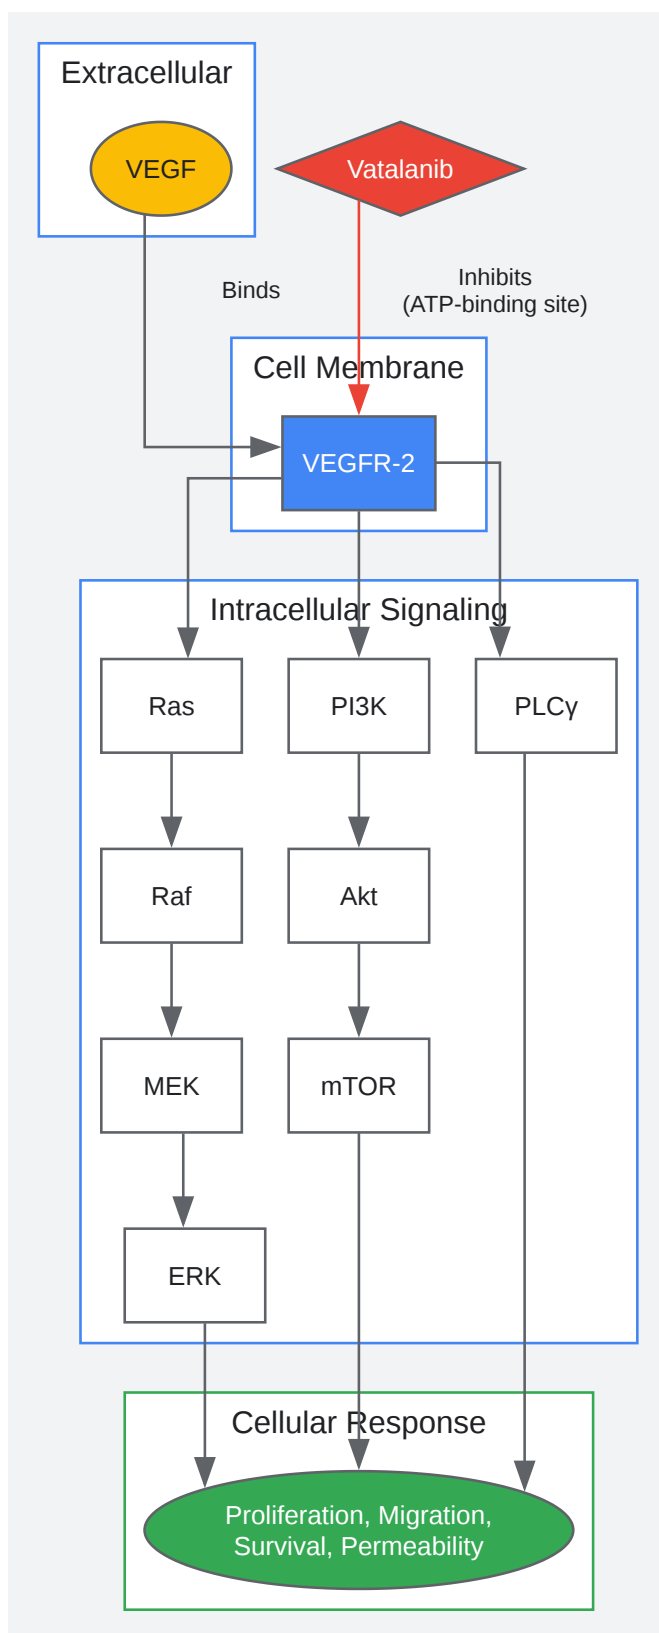 Extracellular
VEGF
Vatalanib
Binds
Inhibits
(ATP-binding site)
Cell Membrane
VEGFR-2
Intracellular Signaling
Ras
PI3K
PLCγ
Raf
Akt
MEK
mTOR
ERK
Cellular Response
Proliferation, Migration,
Survival, Permeability